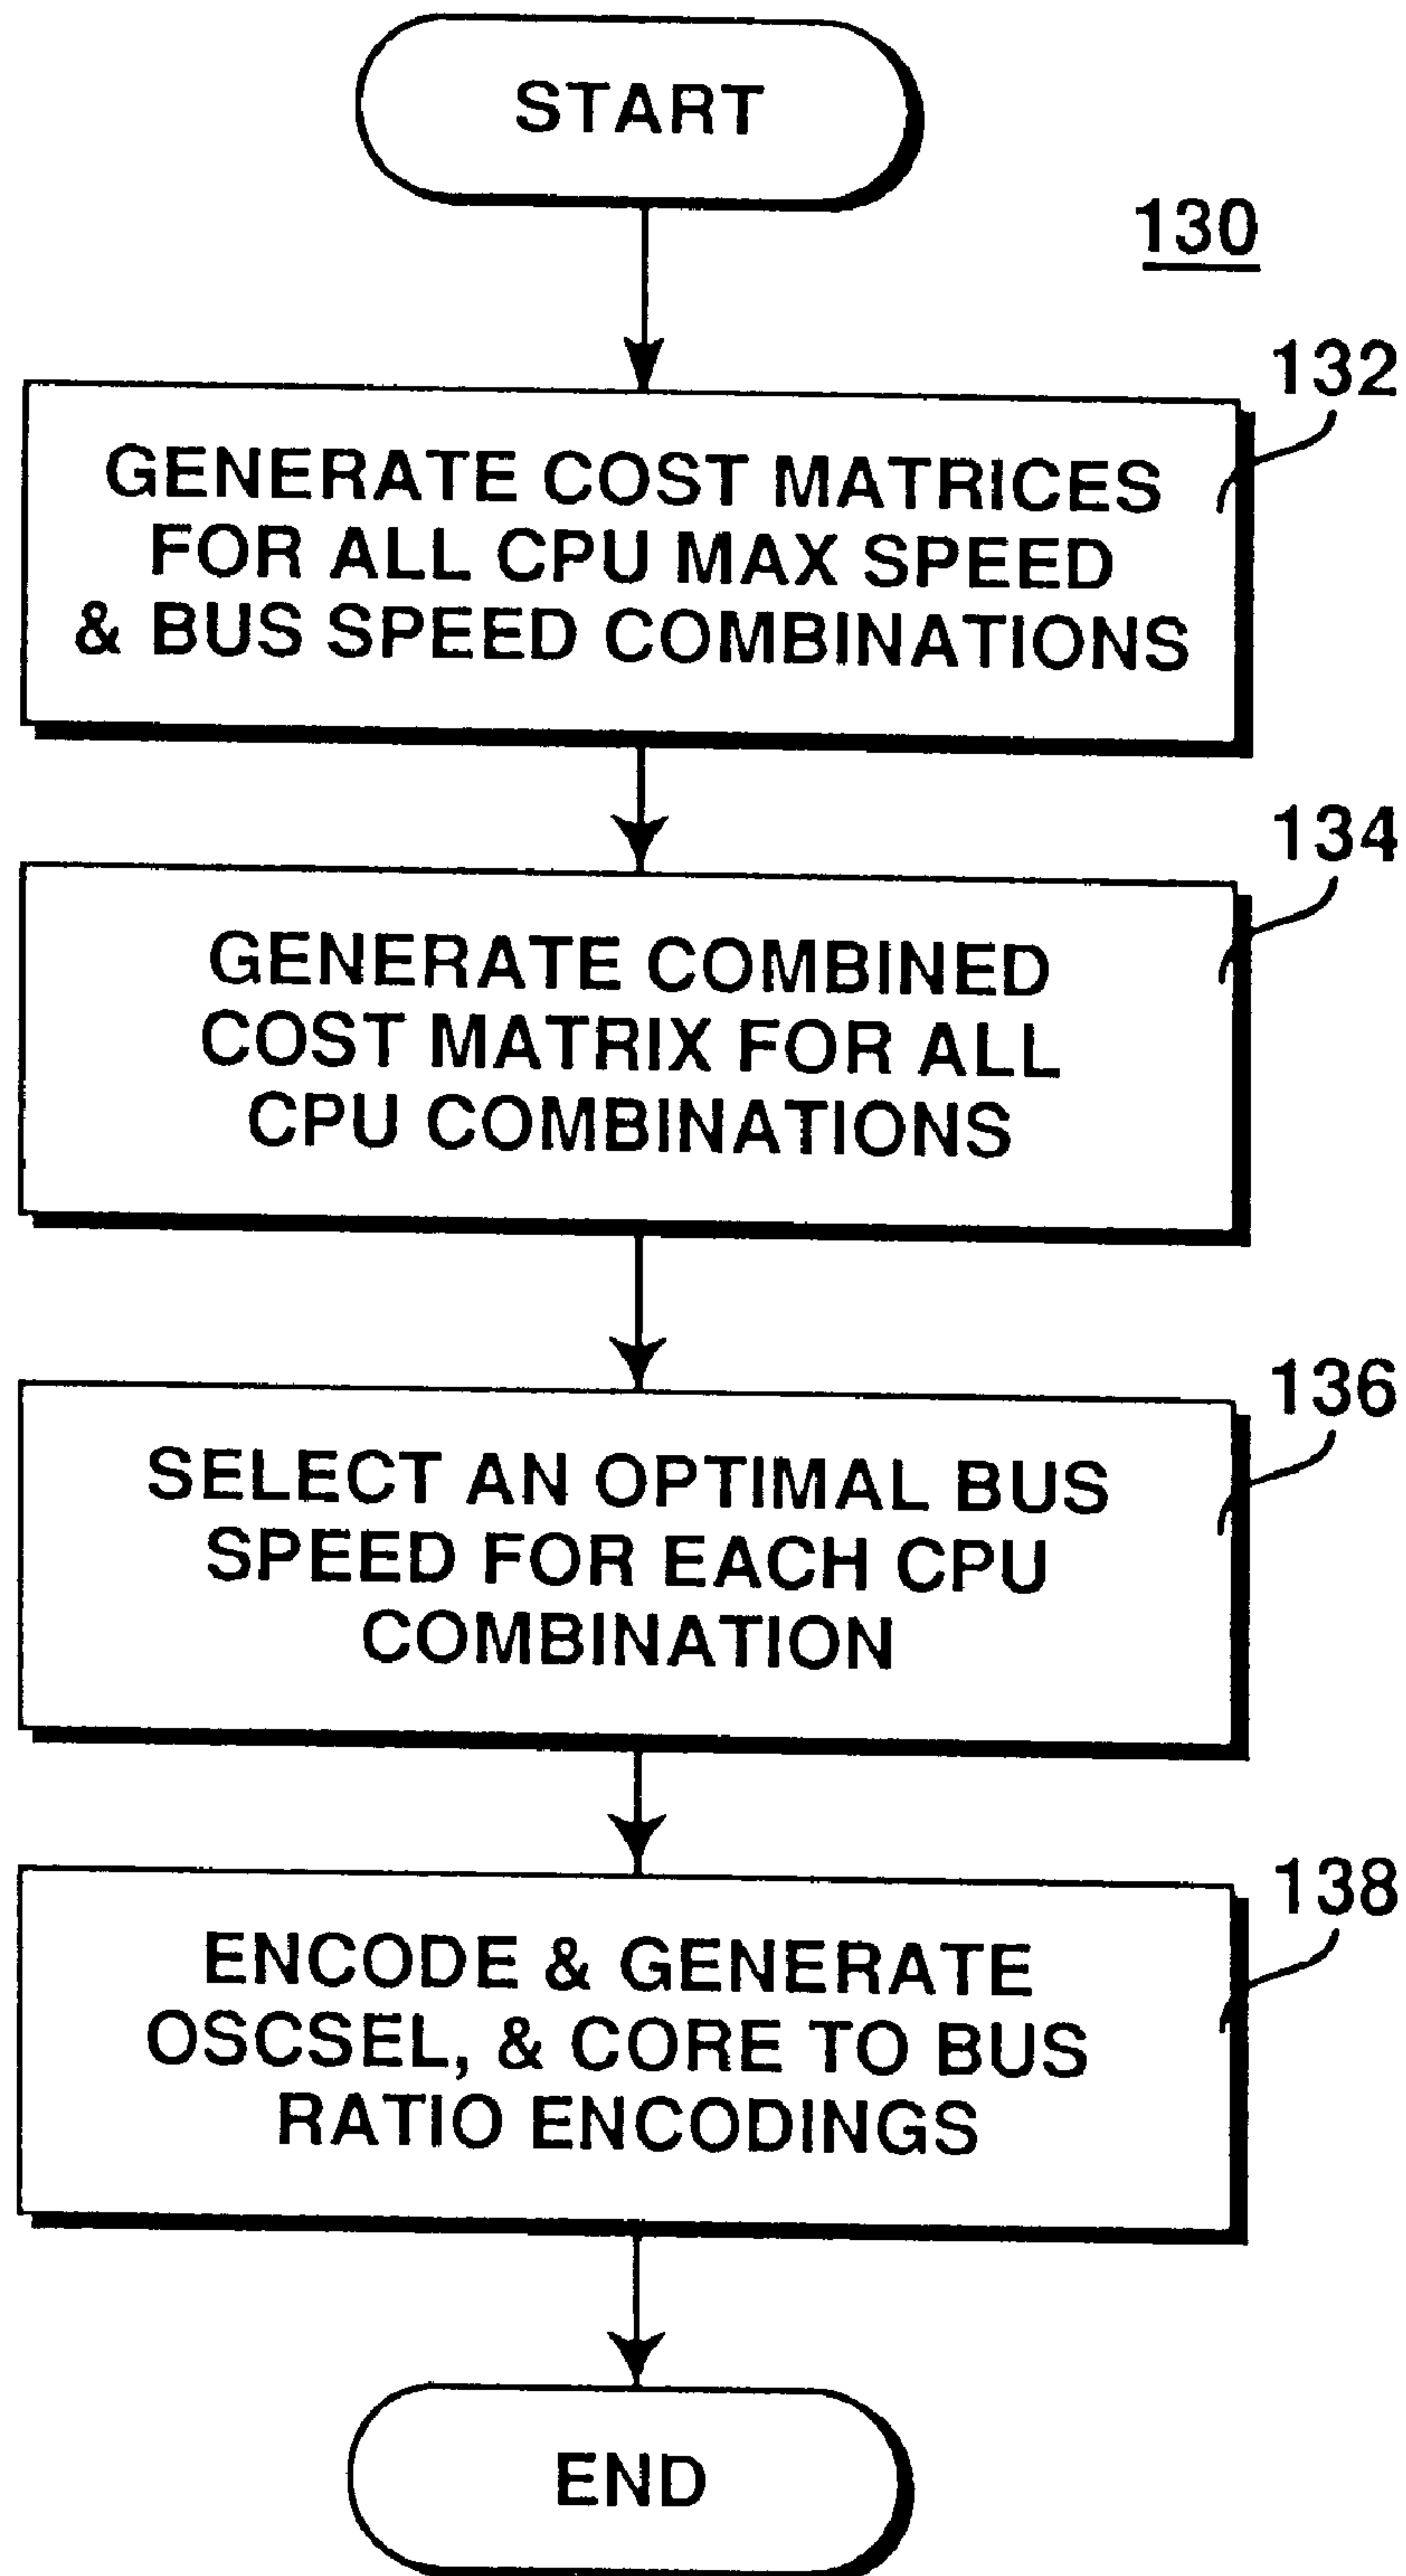 START
130
132
GENERATE COST MATRICES
FOR ALL CPU MAX SPEED
& BUS SPEED COMBINATIONS
134
GENERATE COMBINED
COST MATRIX FOR ALL
CPU COMBINATIONS
136
SELECT AN OPTIMAL BUS
SPEED FOR EACH CPU
COMBINATION
138
ENCODE & GENERATE
OSCSEL, & CORE TO BUS
RATIO ENCODINGS
END